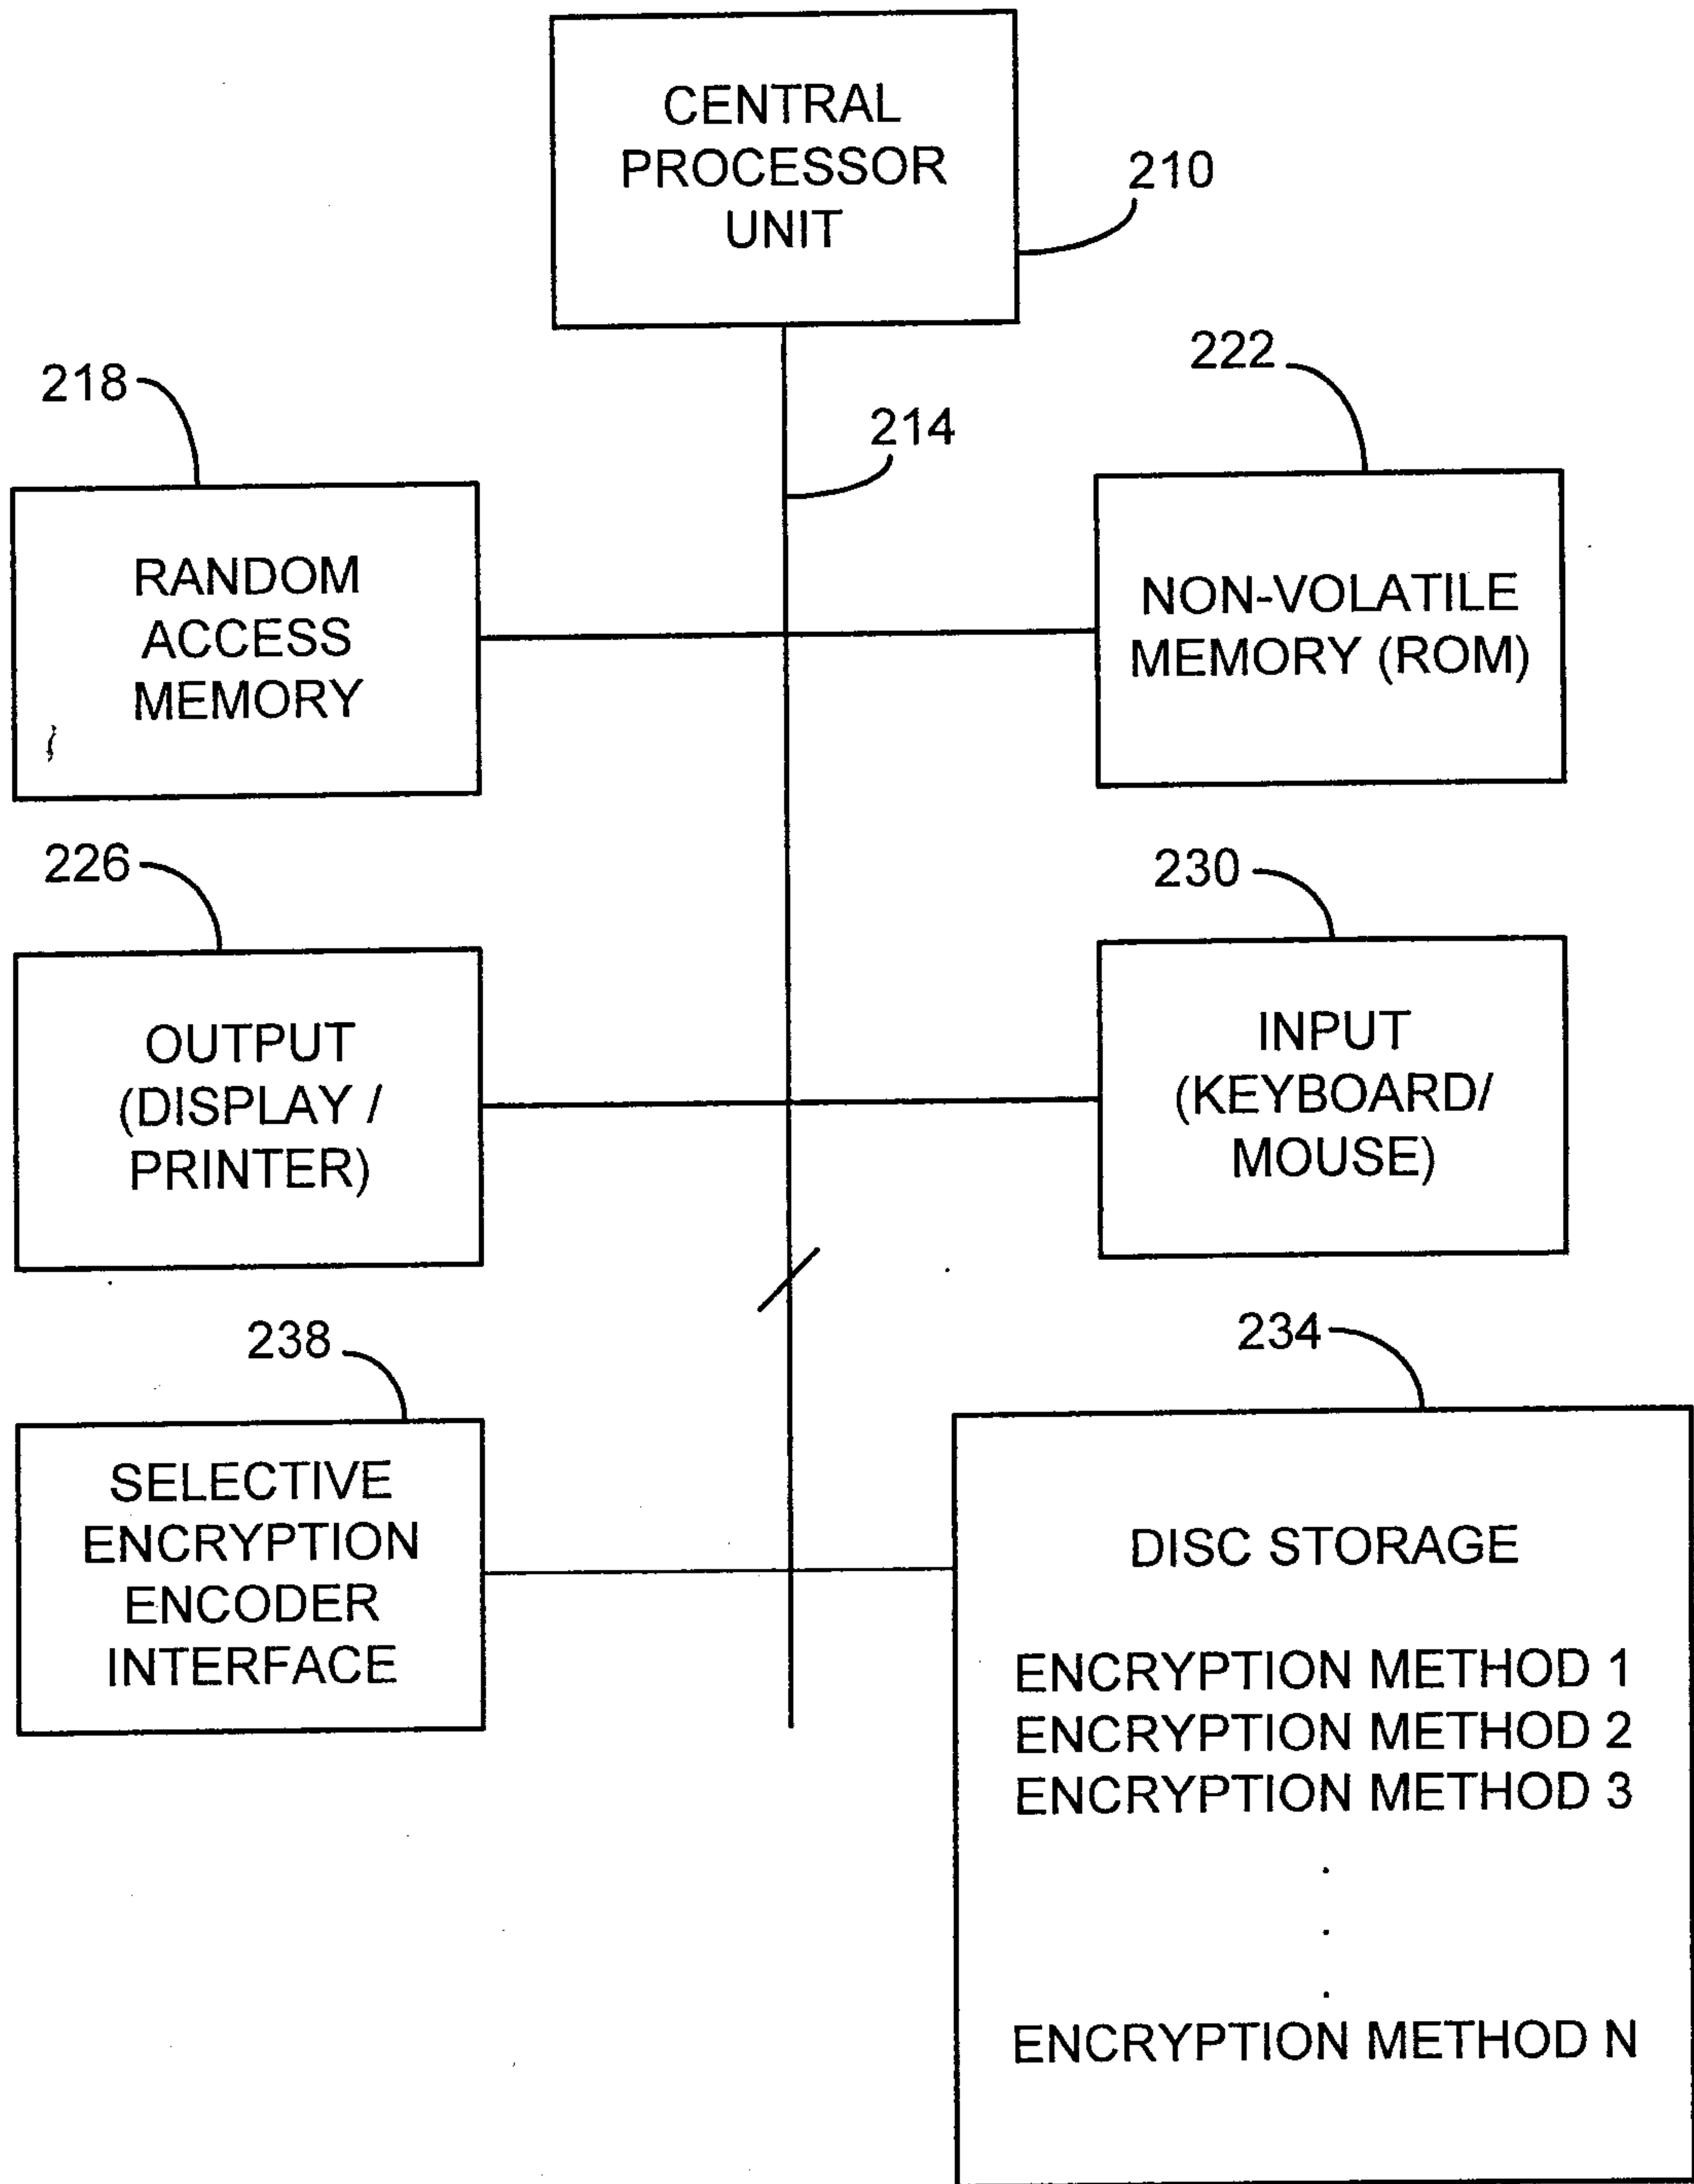 CENTRAL
PROCESSOR
UNIT
210
218
222
214
RANDOM
ACCESS
MEMORY
NON-VOLATILE
MEMORY (ROM)
226
230
OUTPUT
(DISPLAY /
PRINTER)
INPUT
(KEYBOARD/
MOUSE)
238
234
SELECTIVE
ENCRYPTION
ENCODER
INTERFACE
DISC STORAGE
ENCRYPTION METHOD 1
ENCRYPTION METHOD 2
ENCRYPTION METHOD 3
.
.
.
ENCRYPTION METHOD N